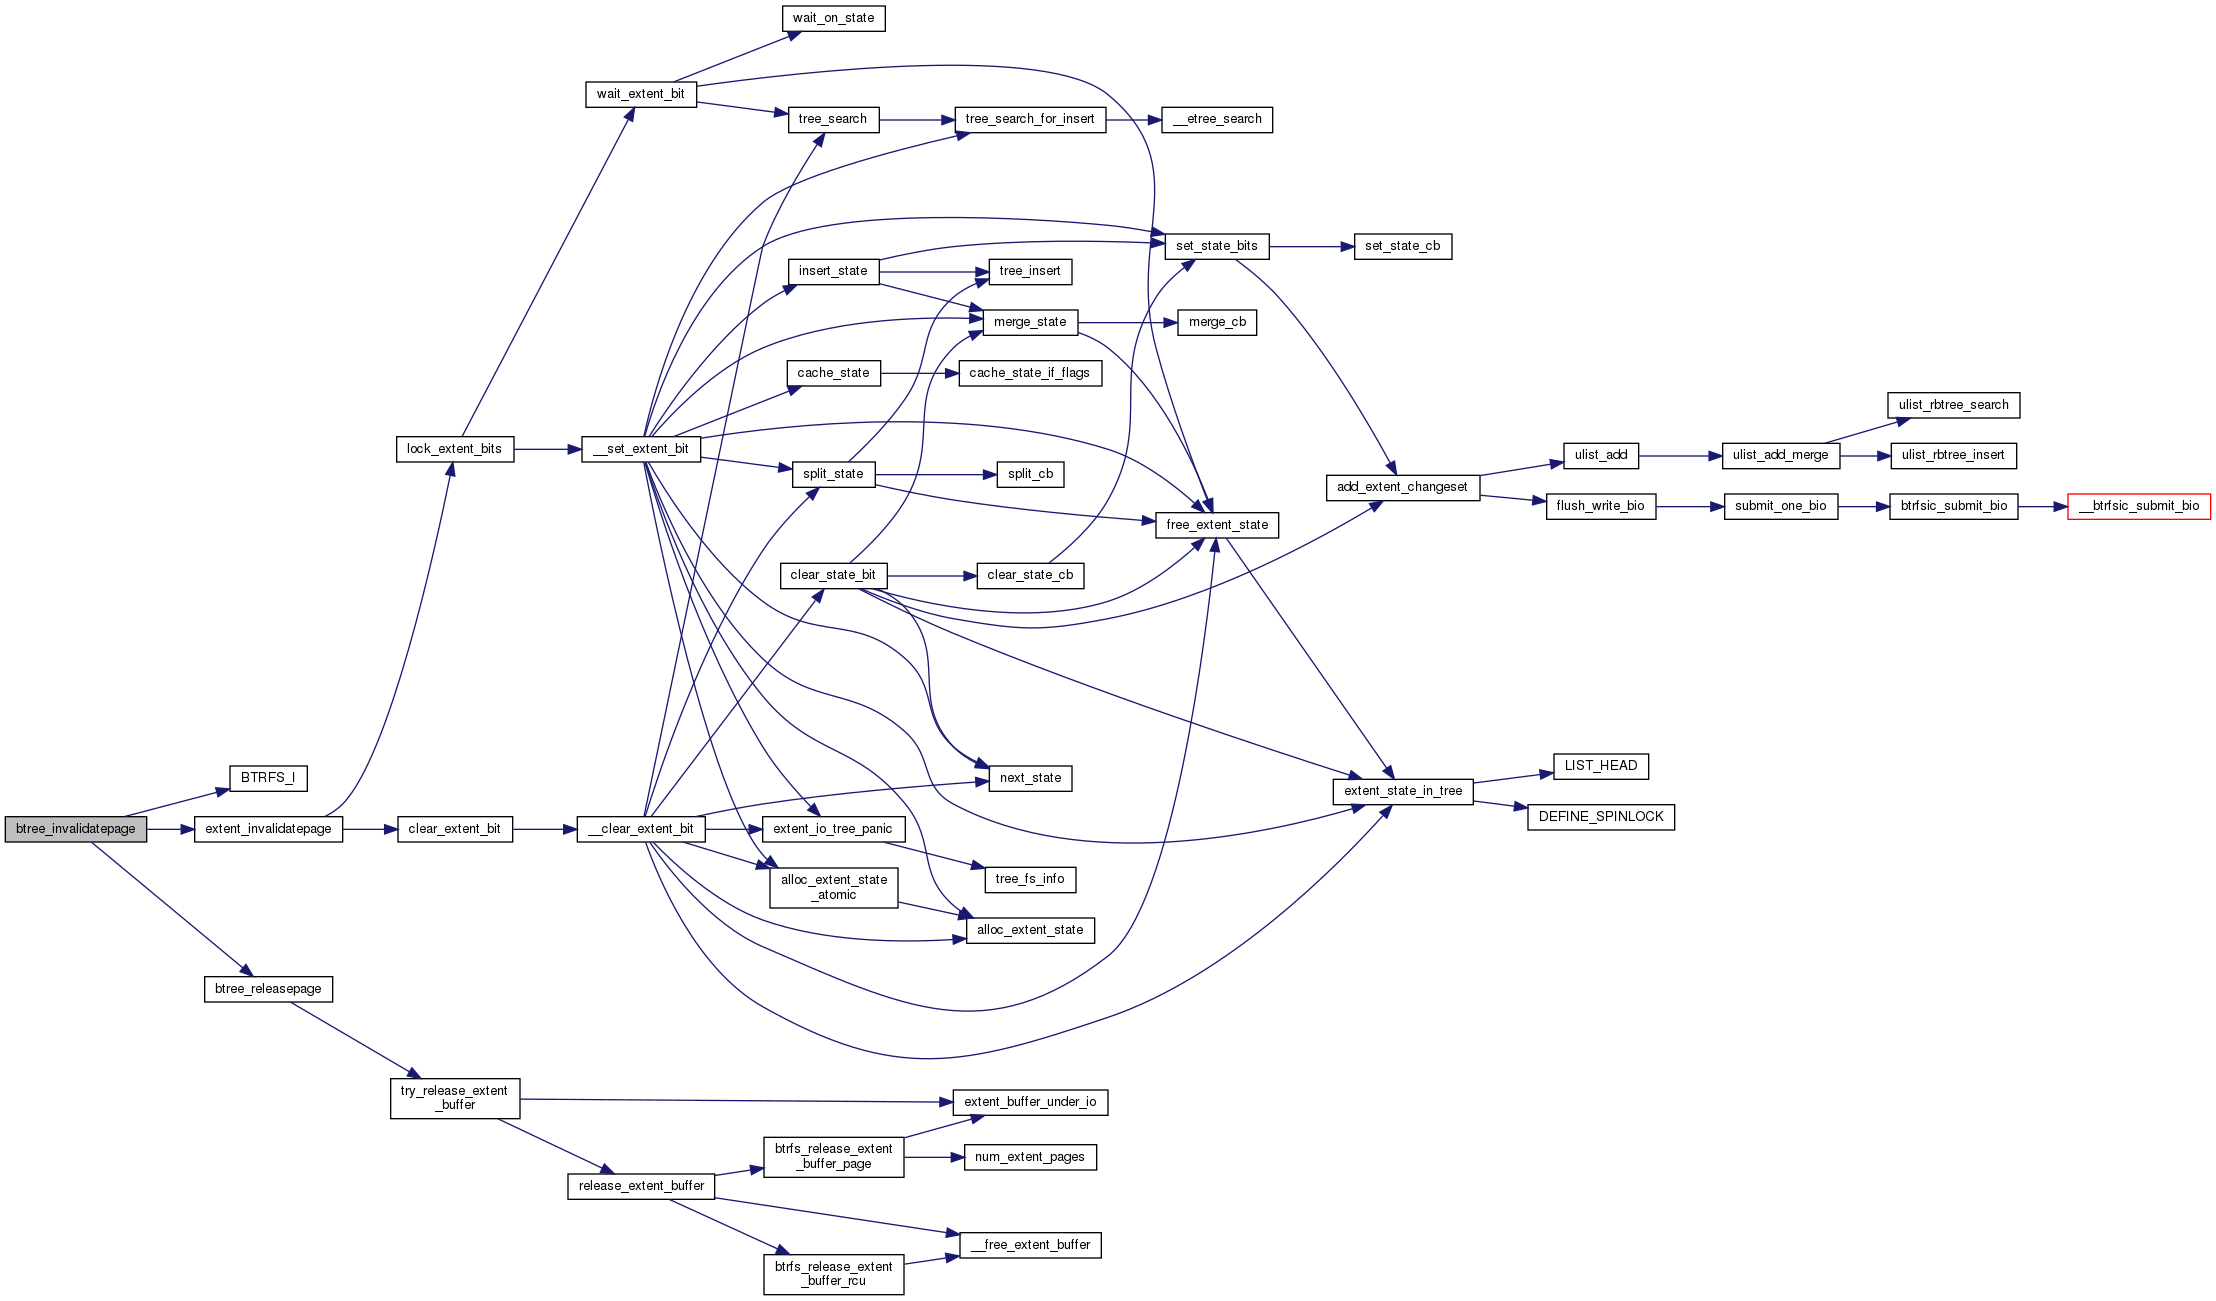 wait_on_state
wait_extent_bit
tree_search
tree_search_for_insert
__etree_search
set_state_bits
set_state_cb
insert_state
tree_insert
merge_state
merge_cb
cache_state
cache_state_if_flags
ulist_rbtree_search
lock_extent_bits
__set_extent_bit
ulist_add
ulist_add_merge
ulist_rbtree_insert
split_state
split_cb
add_extent_changeset
flush_write_bio
submit_one_bio
btrfsic_submit_bio
__btrfsic_submit_bio
free_extent_state
clear_state_bit
clear_state_cb
BTRFS_I
next_state
LIST_HEAD
extent_state_in_tree
DEFINE_SPINLOCK
btree_invalidatepage
extent_invalidatepage
clear_extent_bit
__clear_extent_bit
extent_io_tree_panic
tree_fs_info
alloc_extent_state
_atomic
alloc_extent_state
btree_releasepage
try_release_extent
_buffer
extent_buffer_under_io
btrfs_release_extent
_buffer_page
num_extent_pages
release_extent_buffer
__free_extent_buffer
btrfs_release_extent
_buffer_rcu